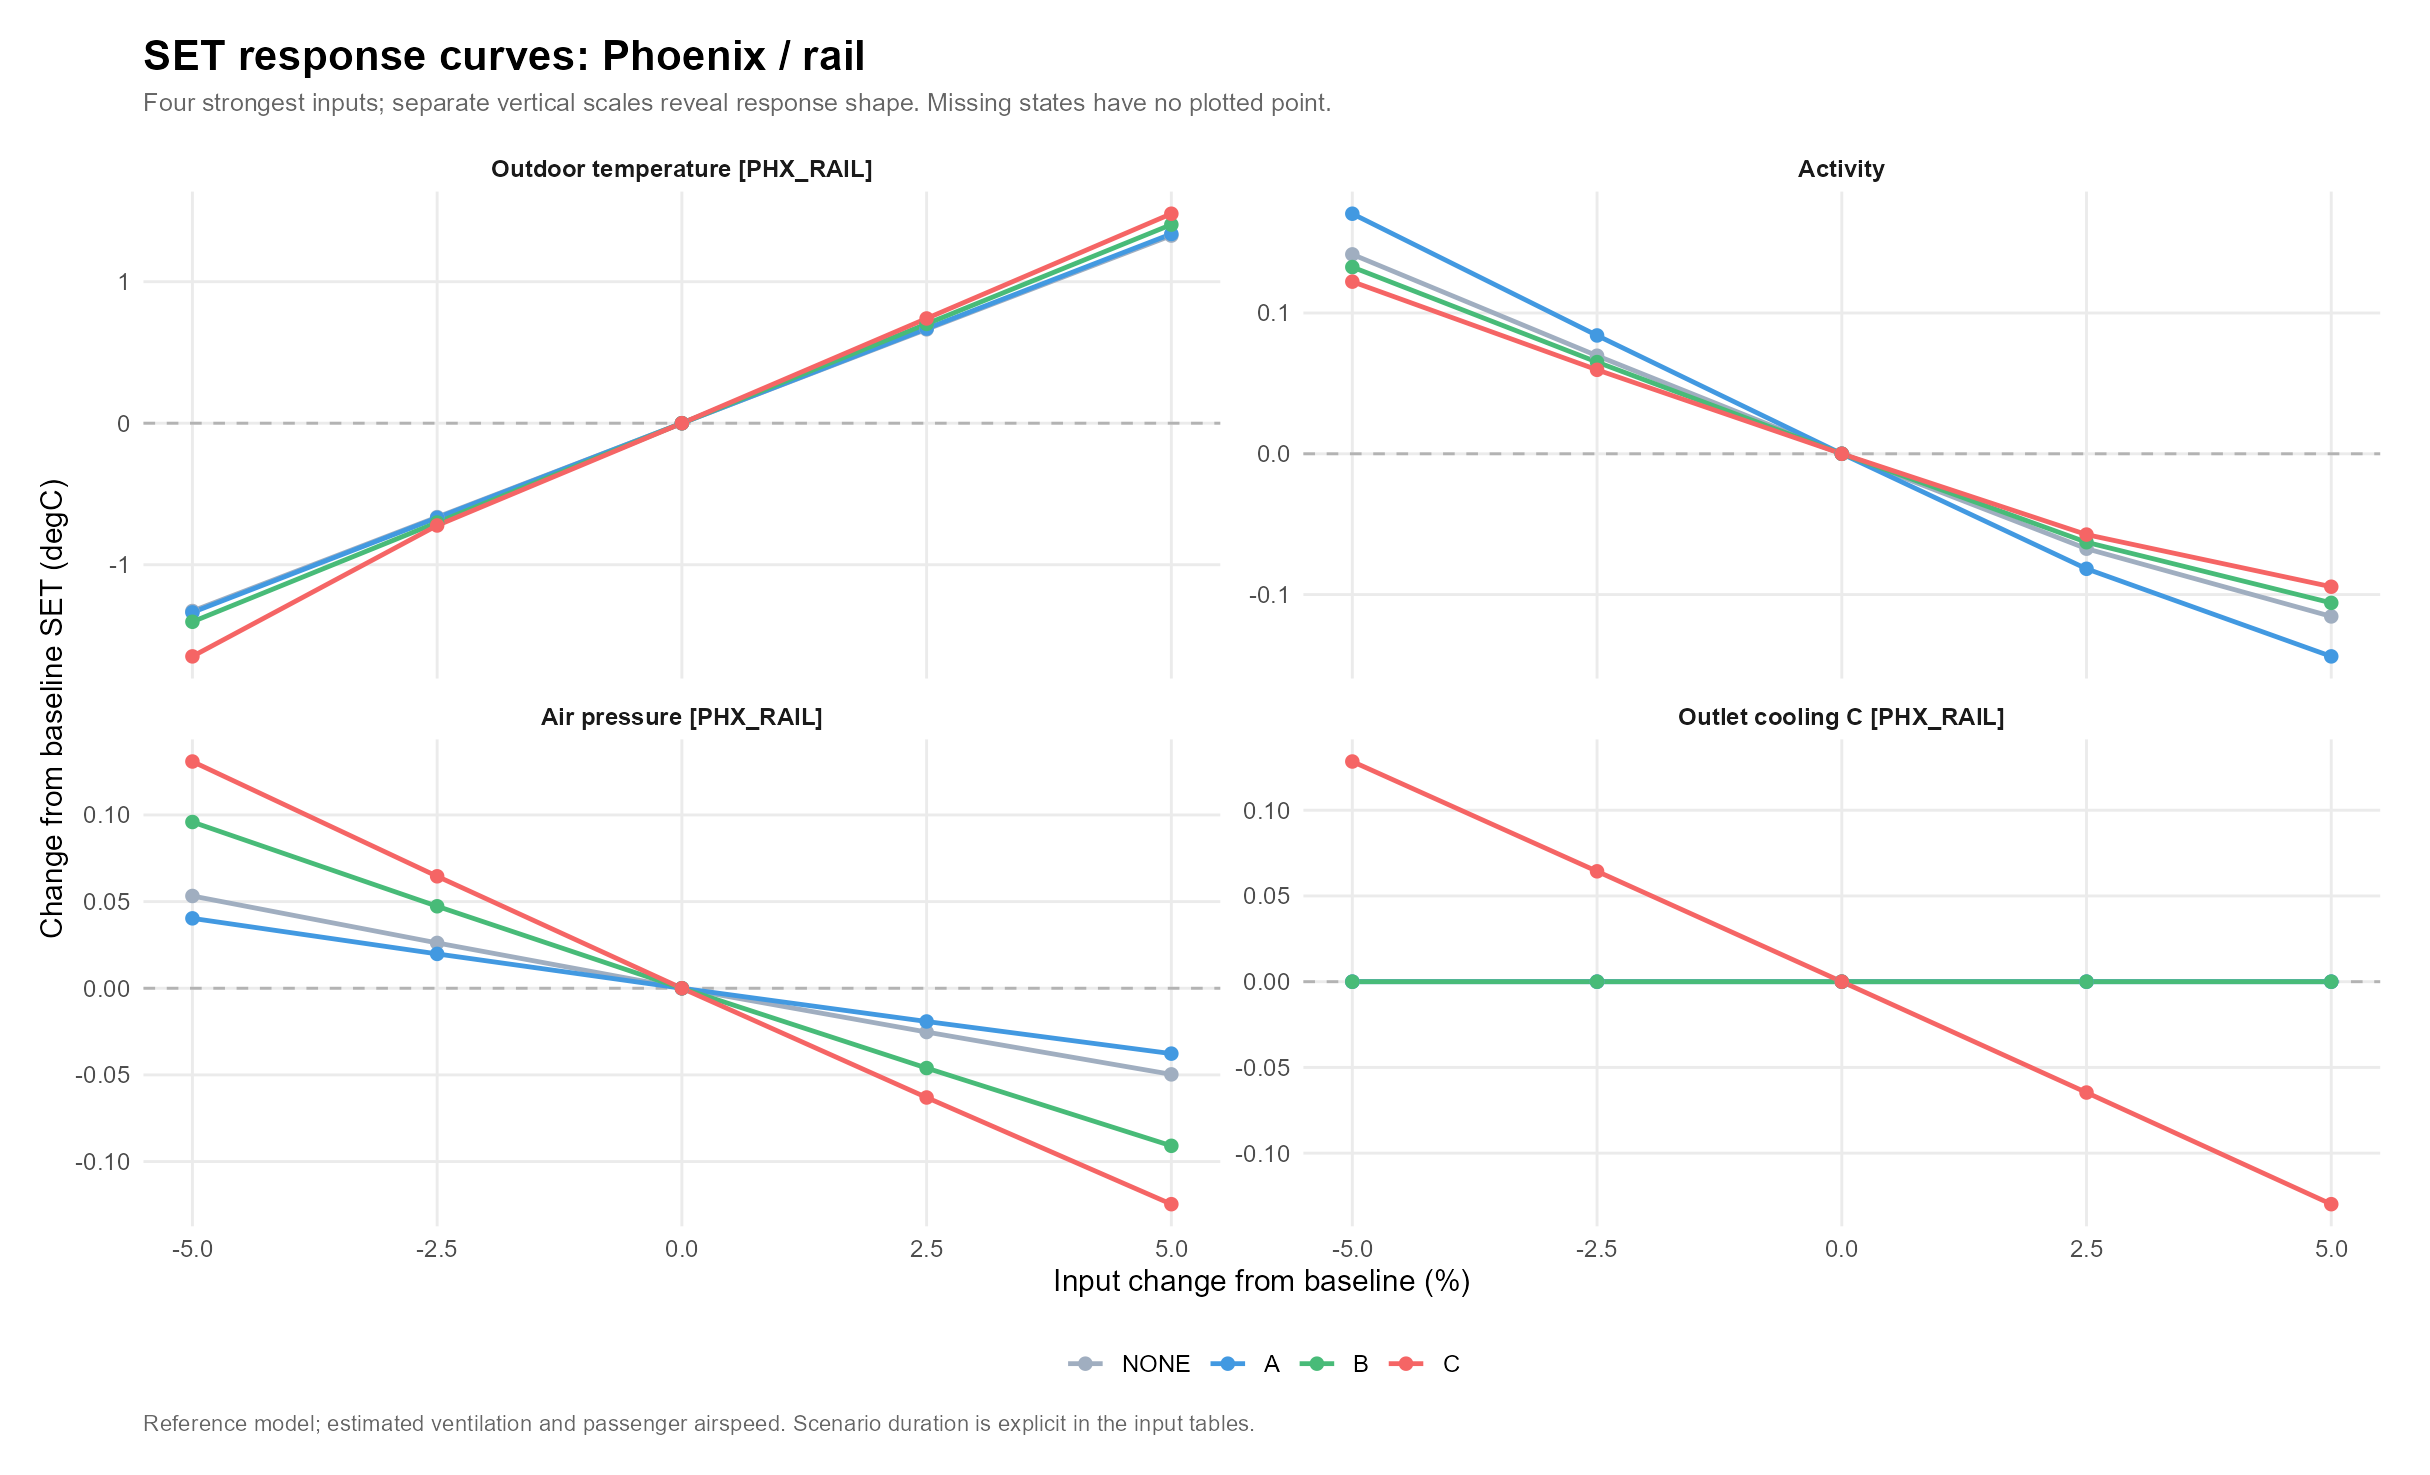 SET response curves: Phoenix / rail
Four strongest inputs; separate vertical scales reveal response shape. Missing states have no plotted point.
Change from baseline SET (degC)
Outdoor temperature [PHX_RAIL]
1
0
-1
Activity
0.1
0.0
-0.1
Air pressure [PHX_RAIL]
0.10
0.05
0.00
-0.05
-0.10
-5.0 -2.5 0.0 2.5 5.0
Outlet cooling C [PHX_RAIL]
0.10
0.05
0.00
-0.05
-0.10
-5.0 -2.5 0.0 2.5 5.0
Input change from baseline (%)
NONE A B C
Reference model; estimated ventilation and passenger airspeed. Scenario duration is explicit in the input tables.